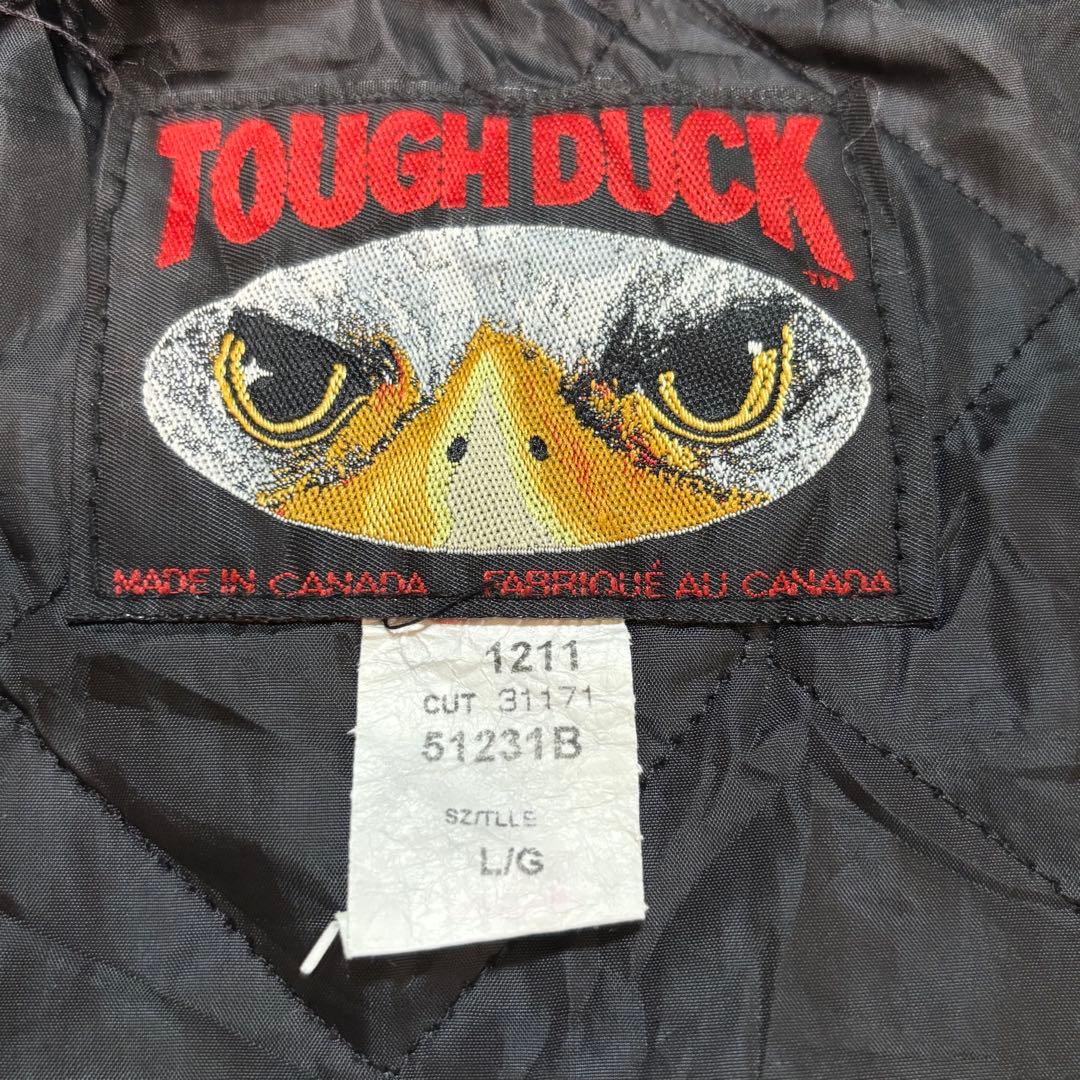 TOUGH DUCK
TM
MADE IN CANADA FABRIQUÉ AU CANADA
1211
CUT 31171
51231B
SZ/TLLE
L/G